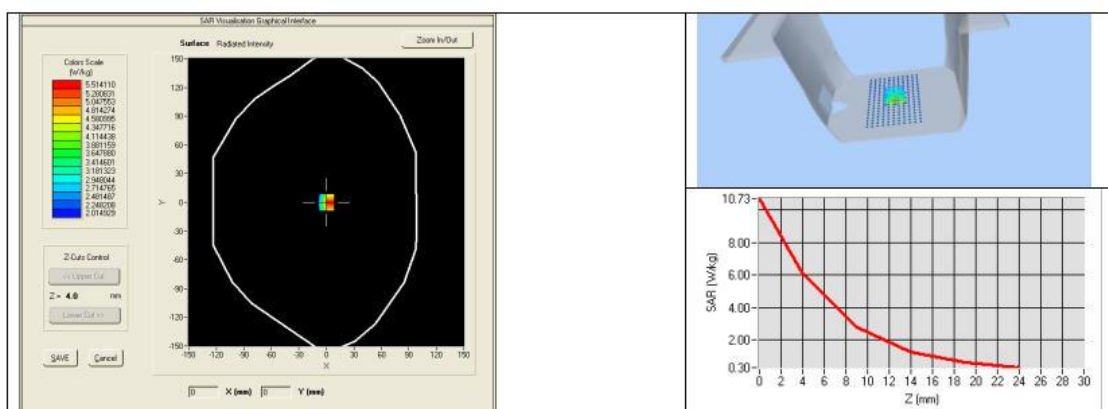 SAR Visualisation Graphical Interface
Surface Radiated Intensity
Zoom In/Out
Colors Scale
(W/kg)
5.514110
5.280831
5.047553
4.814274
4.580995
4.347716
4.114438
3.881159
3.647880
3.414601
3.181323
2.948044
2.714765
2.481487
2.248208
2.014929
Z-Cuts Control
<< Upper Cut
Z = 4.0 mm
Lower Cut >>
SAVE Cancel
150
120
90
60
30
0
-30
-60
-90
-120
-150
Y
-150 -120 -90 -60 -30 0 30 60 90 120 150
X
0 X (mm) 0 Y (mm)
10.73
8.00
6.00
4.00
2.00
0.30
SAR (W/kg)
0 2 4 6 8 10 12 14 16 18 20 22 24 26 28 30
Z (mm)